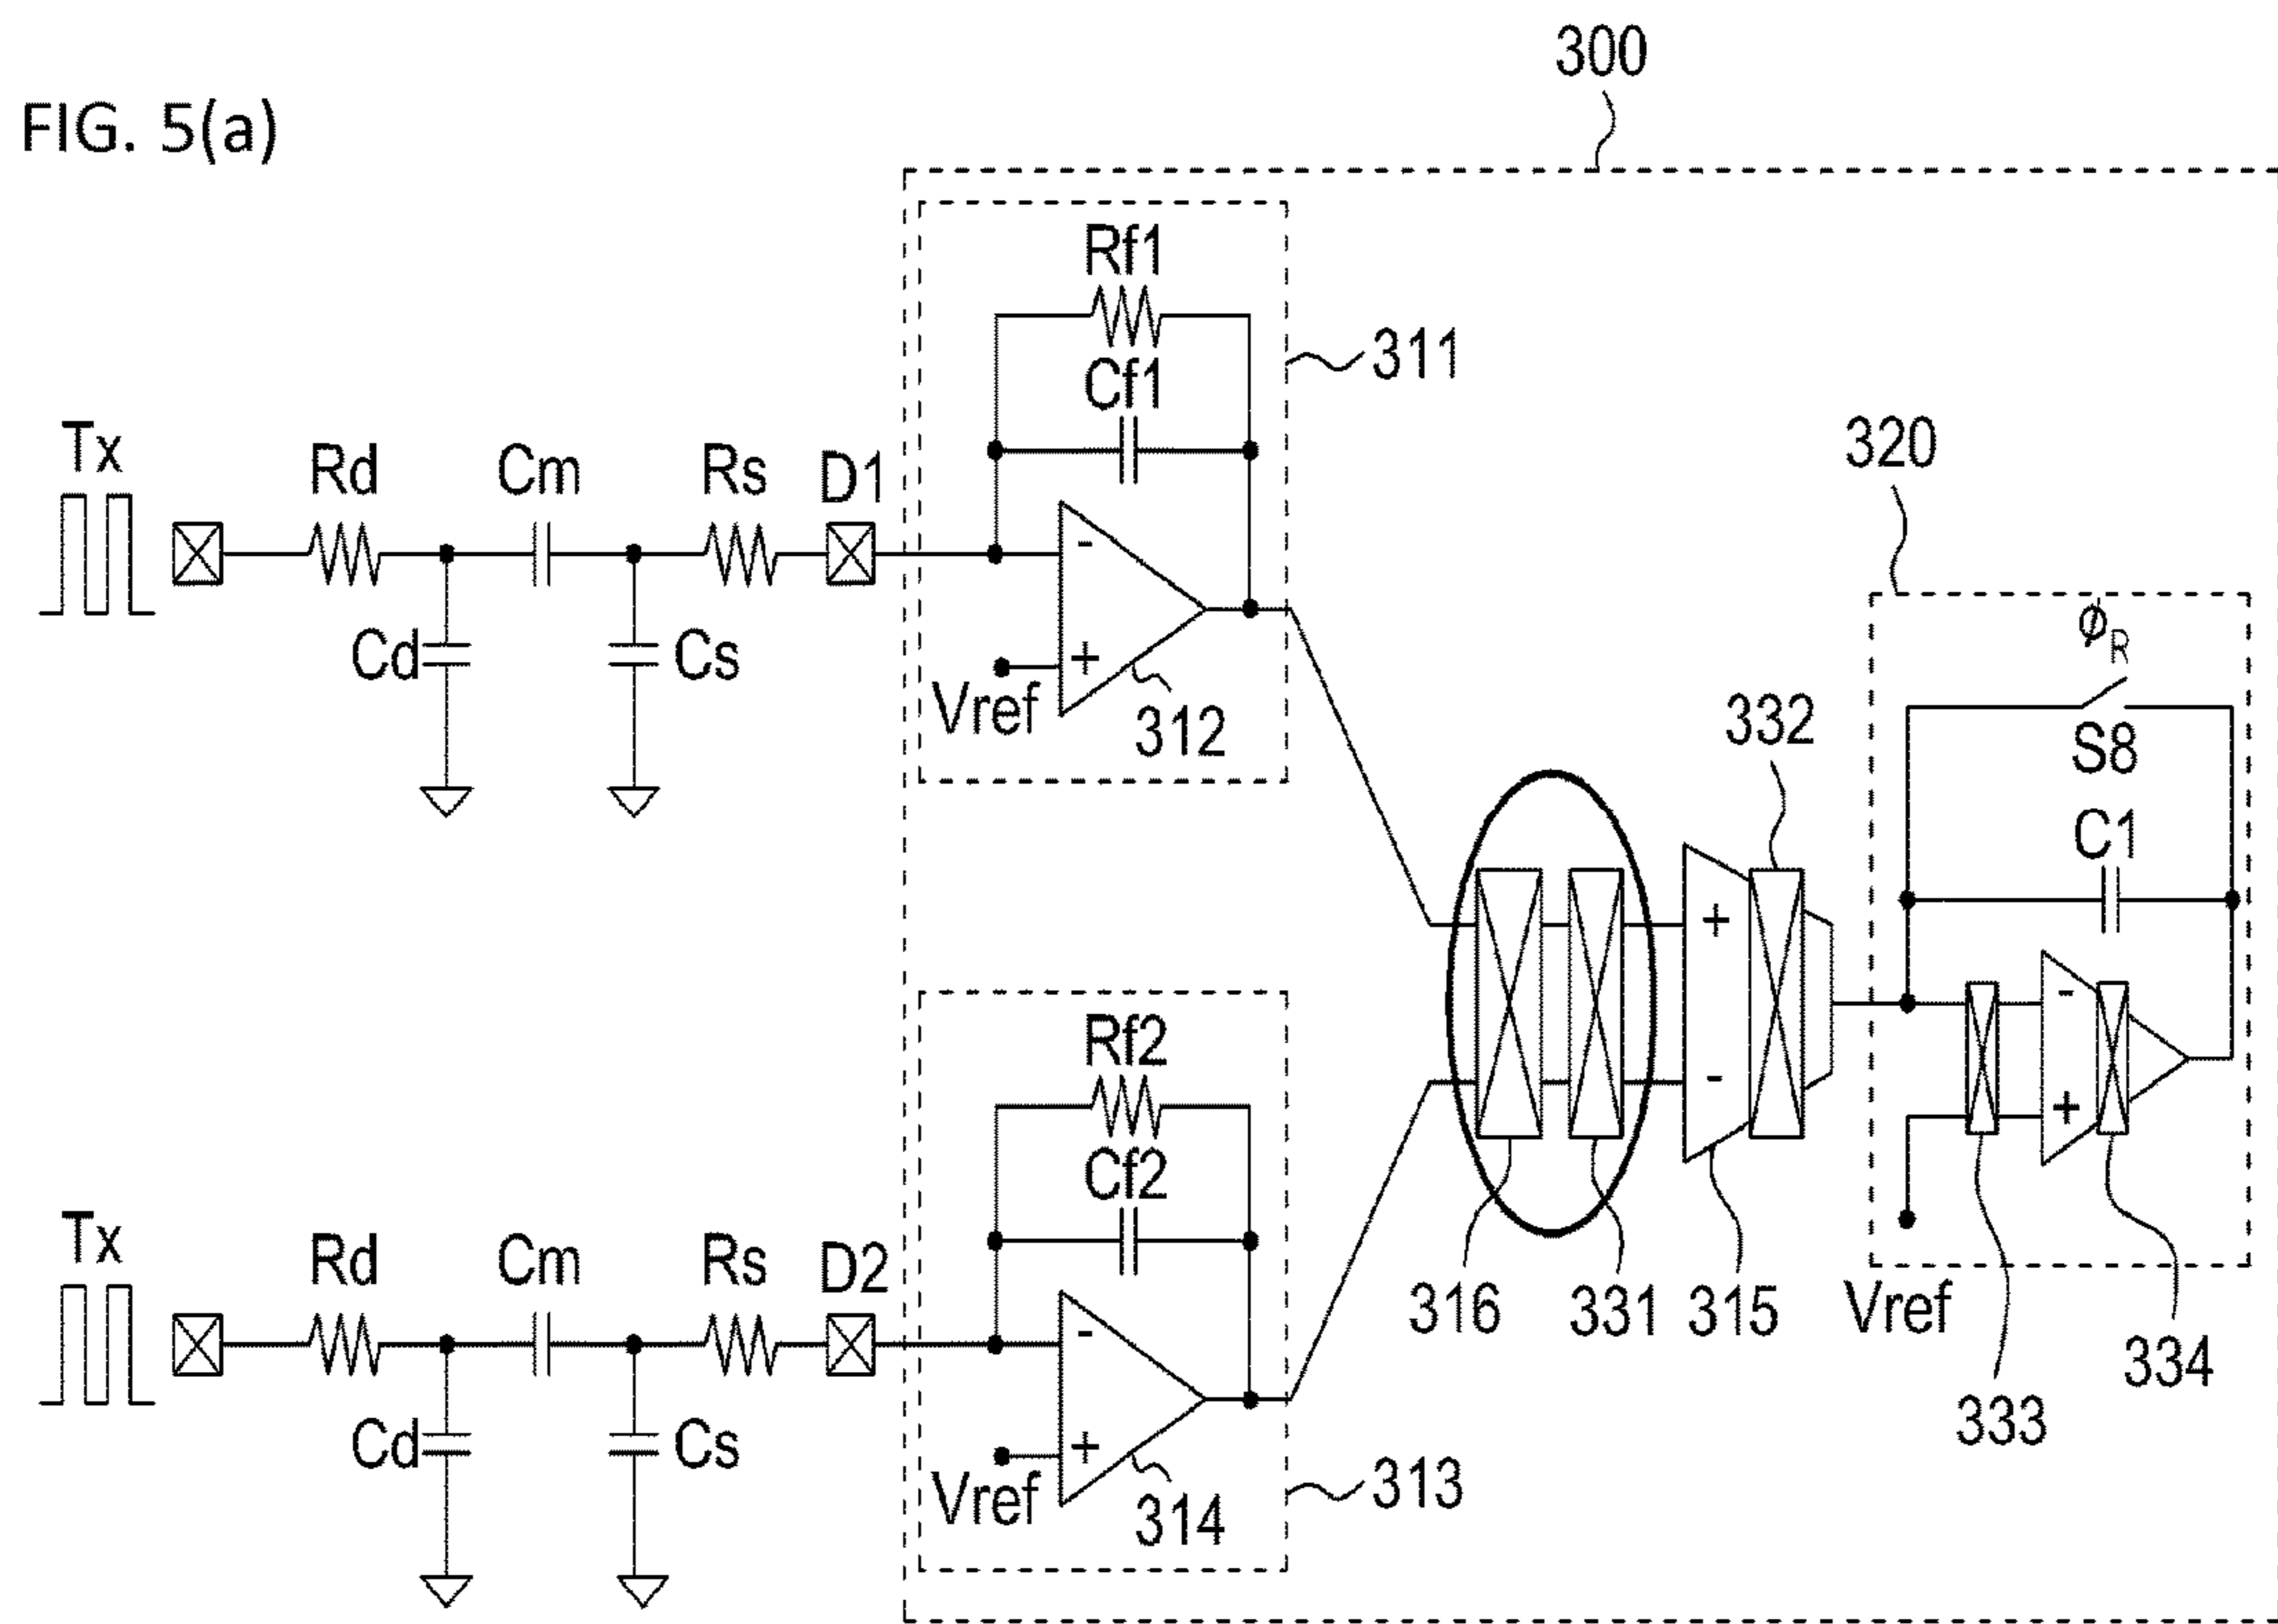 300
FIG. 5(a)
Rf1
311
Cf1
320
Tx
Rd
Cm
Rs
D1
-
ϕR
Cd
Cs
+
Vref
312
332
S8
C1
+
-
-
+
Rf2
Cf2
316
331
315
Vref
334
333
Tx
Rd
Cm
Rs
D2
-
Cd
Cs
+
Vref
314
313